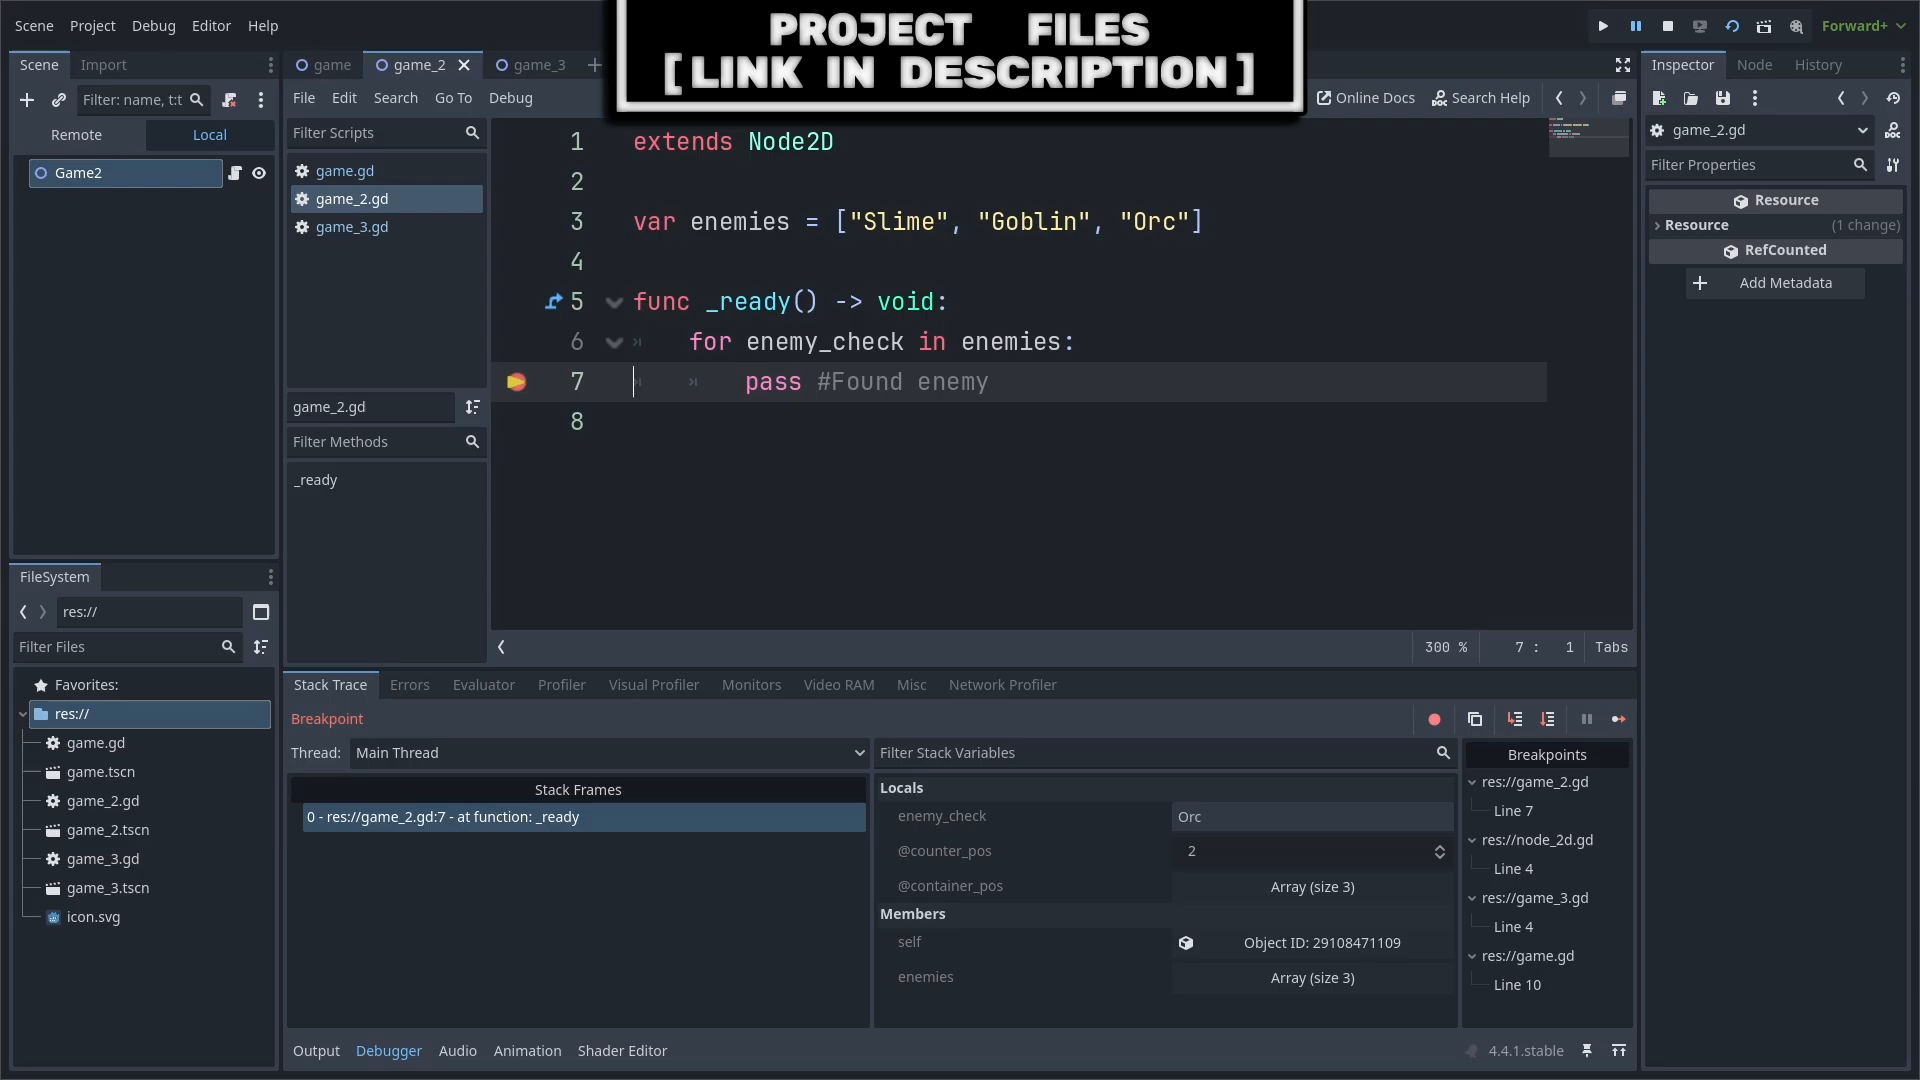 PROJECT FILES
[LINK IN DESCRIPTION]
Scene Project Debug Editor Help
Forward+
Scene Import
Filter: name, t:t
Remote Local
Game2
game game_2 game_3
File Edit Search Go To Debug
Online Docs Search Help
Filter Scripts
game.gd
game_2.gd
game_3.gd
game_2.gd
Filter Methods
_ready
1 extends Node2D
2
3 var enemies = ["Slime", "Goblin", "Orc"]
4
5 func _ready() -> void:
6 for enemy_check in enemies:
7 pass #Found enemy
8
300 % 7 : 1 Tabs
Inspector Node History
game_2.gd
Filter Properties
Resource
Resource (1 change)
RefCounted
Add Metadata
FileSystem
res://
Filter Files
Favorites:
res://
game.gd
game.tscn
game_2.gd
game_2.tscn
game_3.gd
game_3.tscn
icon.svg
Stack Trace Errors Evaluator Profiler Visual Profiler Monitors Video RAM Misc Network Profiler
Breakpoint
Thread: Main Thread
Filter Stack Variables
Stack Frames
0 - res://game_2.gd:7 - at function: _ready
Locals
enemy_check Orc
@counter_pos 2
@container_pos Array (size 3)
Members
self Object ID: 29108471109
enemies Array (size 3)
Breakpoints
res://game_2.gd
Line 7
res://node_2d.gd
Line 4
res://game_3.gd
Line 4
res://game.gd
Line 10
Output Debugger Audio Animation Shader Editor
4.4.1.stable